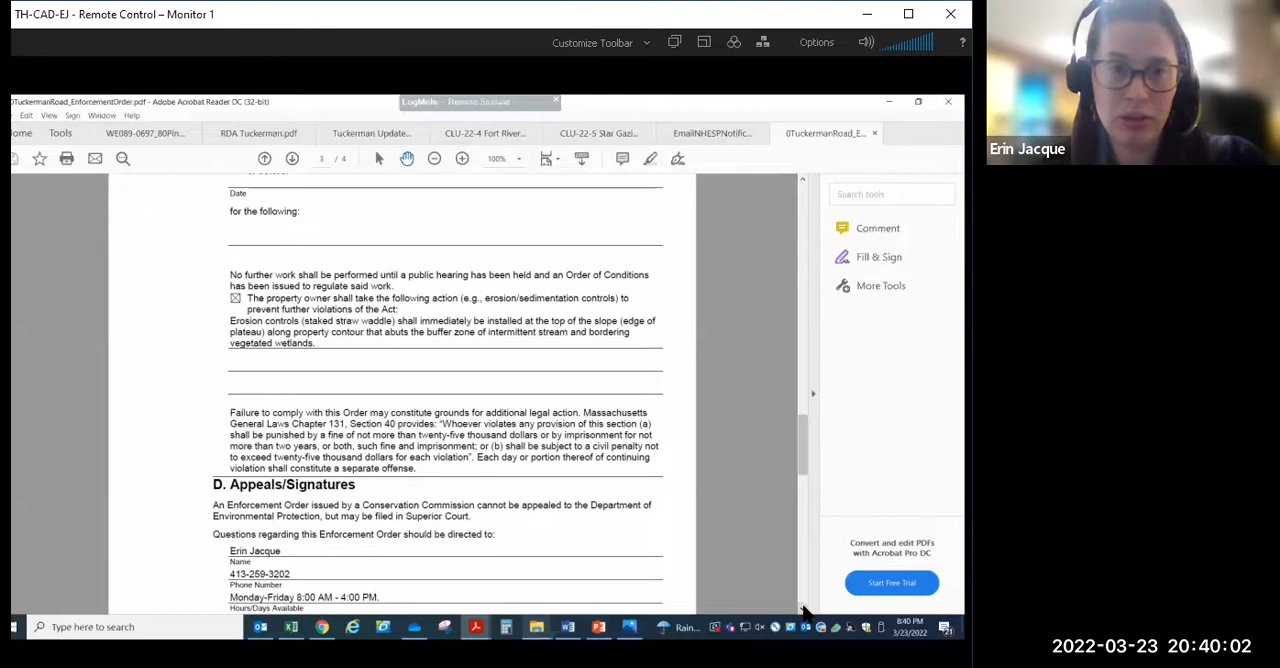 TH-CAD-EJ - Remote Control – Monitor 1
Customize Toolbar
Options
?
0TuckermanRoad_EnforcementOrder.pdf - Adobe Acrobat Reader DC (32-bit)
LogMeIn - Remote Session
Edit View Sign Window Help
ome Tools WE089-0697_80Pin... RDA Tuckerman.pdf Tuckerman Update... CLU-22-4 Fort River... CLU-22-5 Star Gazi... EmailNHESPNotific... 0TuckermanRoad_E...
3 / 4 100%
Date
for the following:
No further work shall be performed until a public hearing has been held and an Order of Conditions
has been issued to regulate said work.
☒ The property owner shall take the following action (e.g., erosion/sedimentation controls) to
prevent further violations of the Act:
Erosion controls (staked straw waddle) shall immediately be installed at the top of the slope (edge of
plateau) along property contour that abuts the buffer zone of intermittent stream and bordering
vegetated wetlands.
Failure to comply with this Order may constitute grounds for additional legal action. Massachusetts
General Laws Chapter 131, Section 40 provides: “Whoever violates any provision of this section (a)
shall be punished by a fine of not more than twenty-five thousand dollars or by imprisonment for not
more than two years, or both, such fine and imprisonment; or (b) shall be subject to a civil penalty not
to exceed twenty-five thousand dollars for each violation”. Each day or portion thereof of continuing
violation shall constitute a separate offense.
D. Appeals/Signatures
An Enforcement Order issued by a Conservation Commission cannot be appealed to the Department of
Environmental Protection, but may be filed in Superior Court.
Questions regarding this Enforcement Order should be directed to:
Erin Jacque
Name
413-259-3202
Phone Number
Monday-Friday 8:00 AM - 4:00 PM.
Hours/Days Available
Search tools
Comment
Fill & Sign
More Tools
Convert and edit PDFs
with Acrobat Pro DC
Start Free Trial
Type here to search
Rain...
8:40 PM
3/23/2022
21
Erin Jacque
2022-03-23 20:40:02